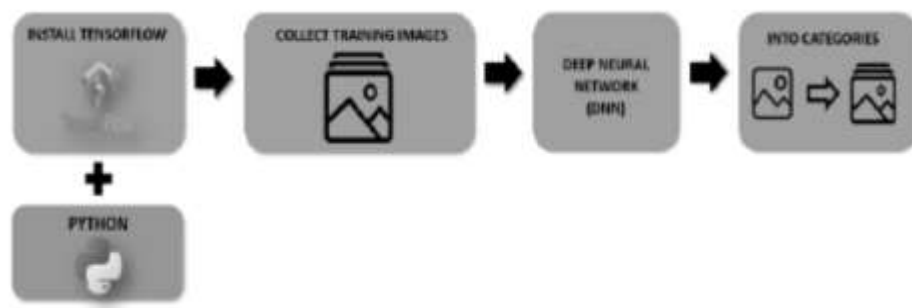 INSTALL TENSORFLOW
COLLECT TRAINING IMAGES
DEEP NEURAL
NETWORK
(DNN)
INTO CATEGORIES
PYTHON